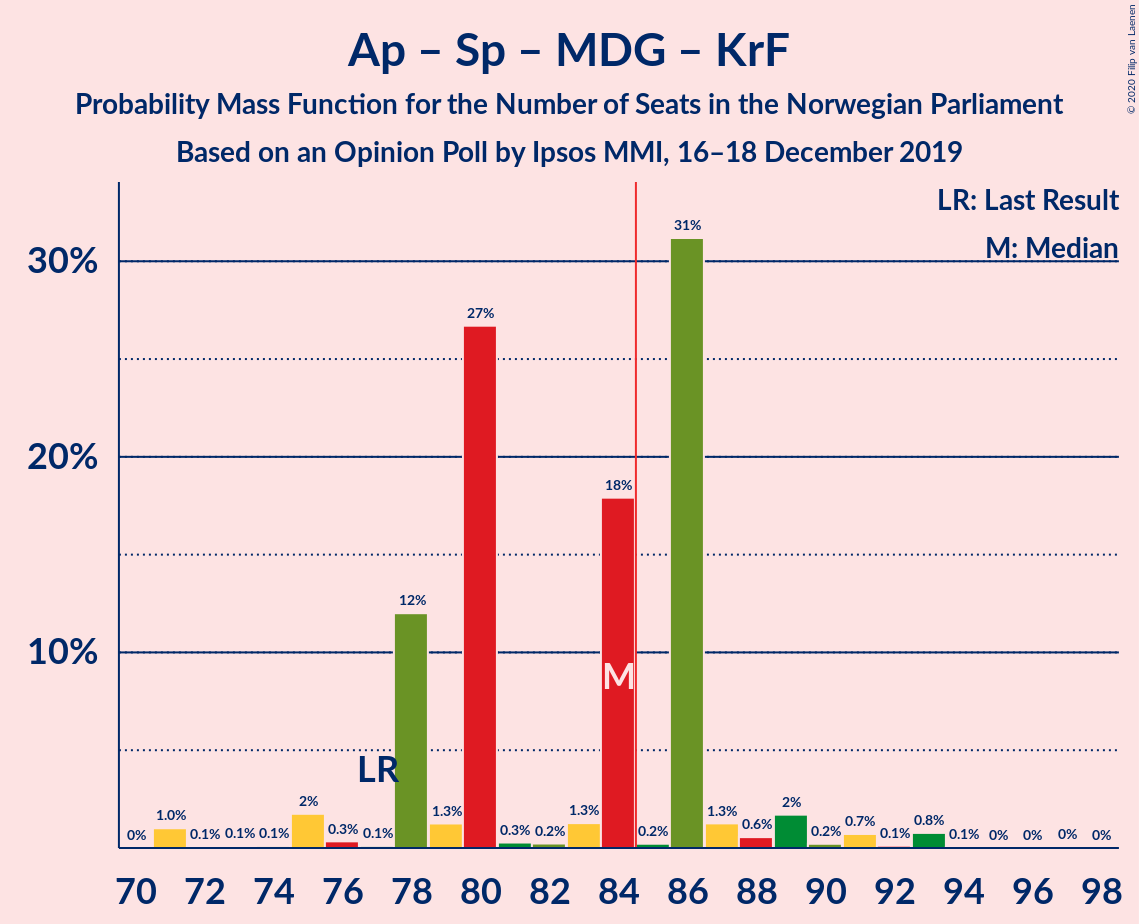 Ap – Sp – MDG – KrF
Probability Mass Function for the Number of Seats in the Norwegian Parliament
Based on an Opinion Poll by Ipsos MMI, 16–18 December 2019
© 2020 Filip van Laenen
LR: Last Result
M: Median
30%
20%
10%
0% 1.0% 0.1% 0.1% 0.1% 2% 0.3% 0.1% 12% 1.3% 27% 0.3% 0.2% 1.3% 18% 0.2% 31% 1.3% 0.6% 2% 0.2% 0.7% 0.1% 0.8% 0.1% 0% 0% 0% 0%
LR
M
70 72 74 76 78 80 82 84 86 88 90 92 94 96 98